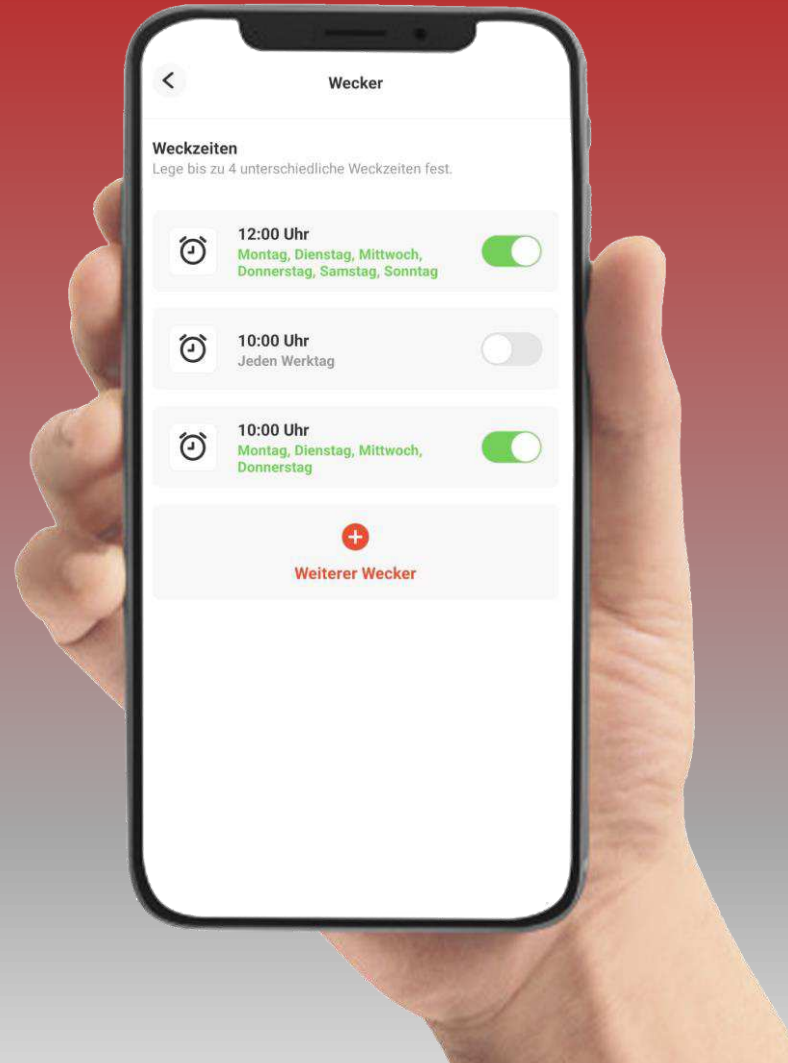 Wecker
Weckzeiten
Lege bis zu 4 unterschiedliche Weckzeiten fest.
12:00 Uhr
Montag, Dienstag, Mittwoch,
Donnerstag, Samstag, Sonntag
10:00 Uhr
Jeden Werktag
10:00 Uhr
Montag, Dienstag, Mittwoch,
Donnerstag
Weiterer Wecker